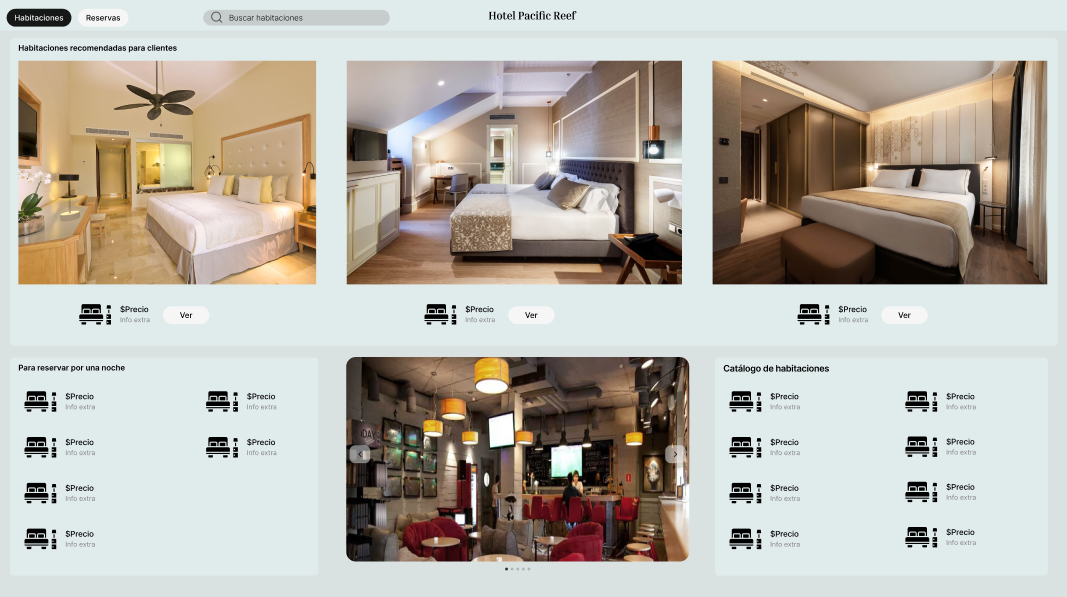 Habitaciones
Reservas
Buscar habitaciones
Hotel Pacific Reef
Habitaciones recomendadas para clientes
$Precio
Info extra
Ver
$Precio
Info extra
Ver
$Precio
Info extra
Ver
Para reservar por una noche
$Precio
Info extra
$Precio
Info extra
$Precio
Info extra
$Precio
Info extra
$Precio
Info extra
$Precio
Info extra
Catálogo de habitaciones
$Precio
Info extra
$Precio
Info extra
$Precio
Info extra
$Precio
Info extra
$Precio
Info extra
$Precio
Info extra
$Precio
Info extra
$Precio
Info extra